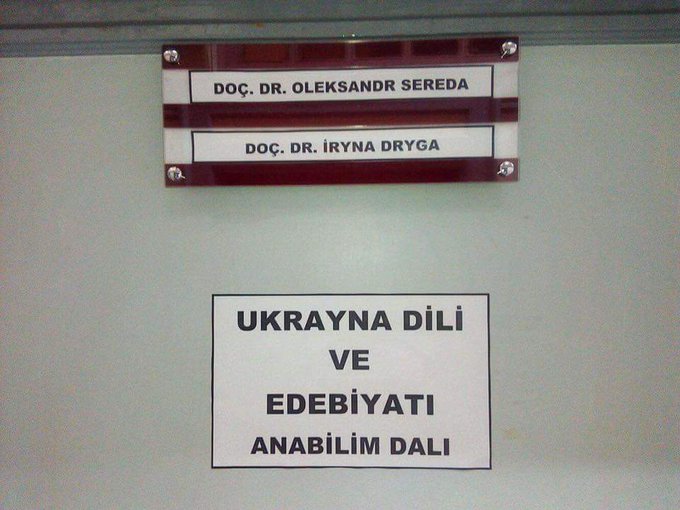 DOÇ. DR. OLEKSANDR SEREDA
DOÇ. DR. İRYNA DRYGA
UKRAYNA DİLİ
VE
EDEBİYATI
ANABİLİM DALI